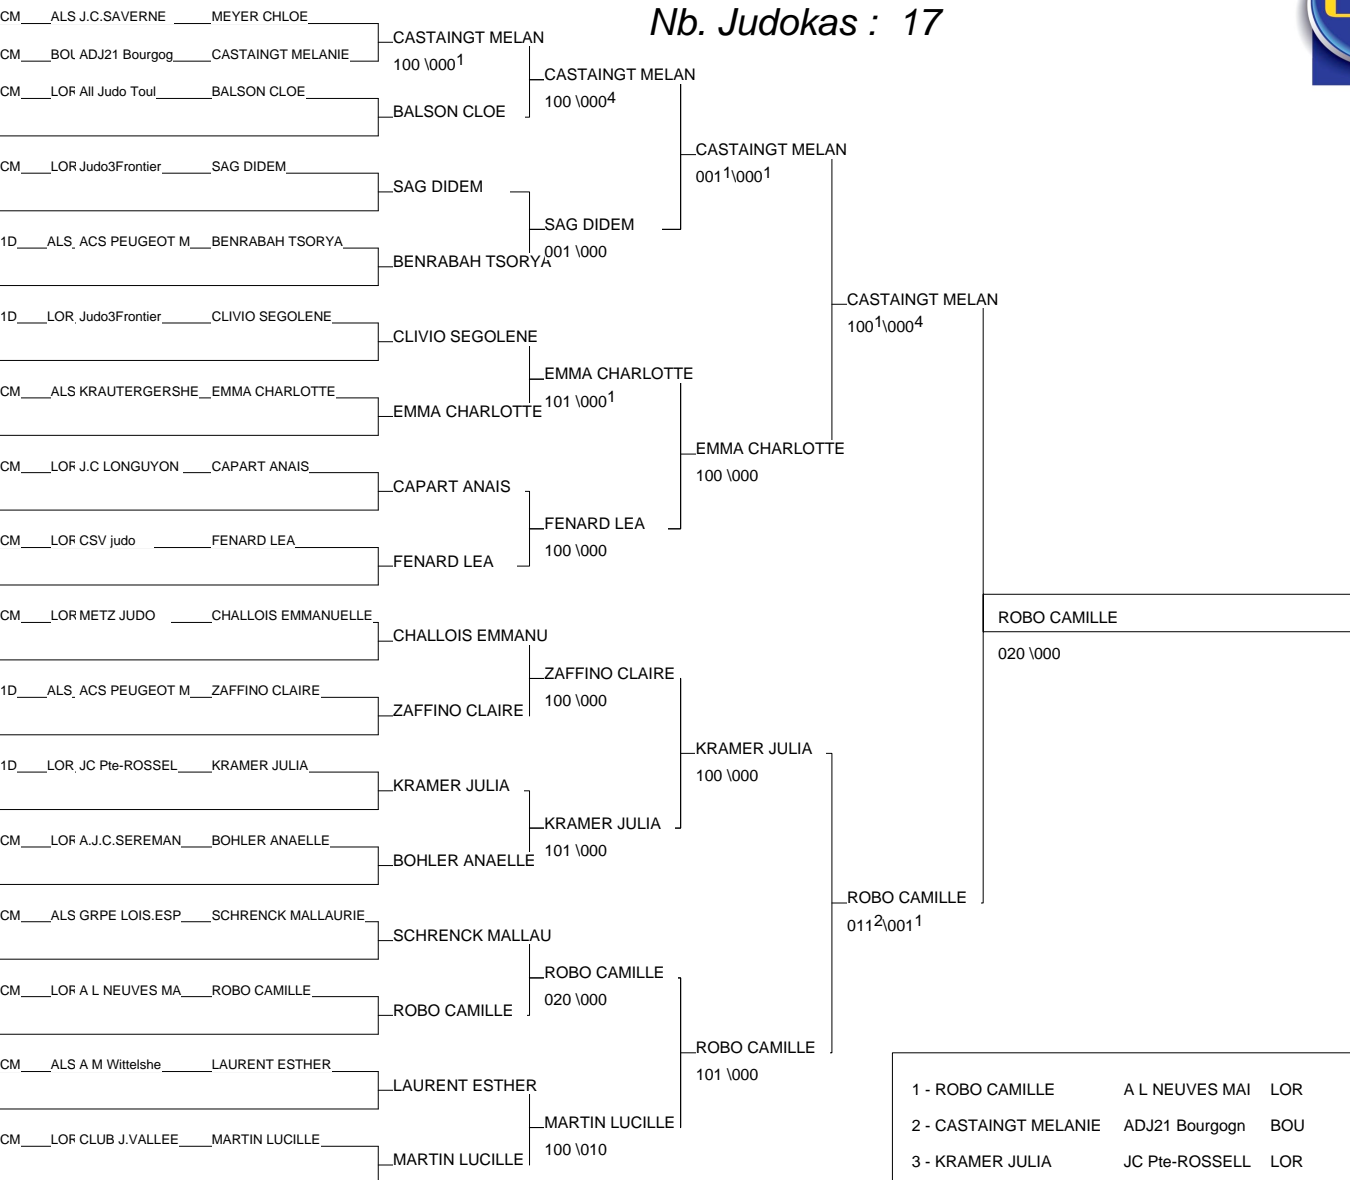 Nb. Judokas : 17
CM ALS J.C.SAVERNE MEYER CHLOE
CM BOU ADJ21 Bourgog CASTAINGT MELANIE
CM LOR All Judo Toul BALSON CLOE
CM LOR Judo3Frontier SAG DIDEM
1D ALS ACS PEUGEOT M BENRABAH TSORYA
1D LOR Judo3Frontier CLIVIO SEGOLENE
CM ALS KRAUTERGERSHE EMMA CHARLOTTE
CM LOR J.C LONGUYON CAPART ANAIS
CM LOR CSV judo FENARD LEA
CM LOR METZ JUDO CHALLOIS EMMANUELLE
1D ALS ACS PEUGEOT M ZAFFINO CLAIRE
1D LOR JC Pte-ROSSEL KRAMER JULIA
CM LOR A.J.C.SEREMAN BOHLER ANAELLE
CM ALS GRPE LOIS.ESP SCHRENCK MALLAURIE
CM LOR A L NEUVES MA ROBO CAMILLE
CM ALS A M Wittelshe LAURENT ESTHER
CM LOR CLUB J.VALLEE MARTIN LUCILLE
CASTAINGT MELAN
100 \000 1
BALSON CLOE
SAG DIDEM
BENRABAH TSORYA
CLIVIO SEGOLENE
EMMA CHARLOTTE
CAPART ANAIS
FENARD LEA
CHALLOIS EMMANU
ZAFFINO CLAIRE
KRAMER JULIA
BOHLER ANAELLE
SCHRENCK MALLAU
ROBO CAMILLE
LAURENT ESTHER
MARTIN LUCILLE
CASTAINGT MELAN
100 \000 4
SAG DIDEM
001 \000
EMMA CHARLOTTE
101 \000 1
FENARD LEA
100 \000
ZAFFINO CLAIRE
100 \000
KRAMER JULIA
101 \000
ROBO CAMILLE
020 \000
MARTIN LUCILLE
100 \010
CASTAINGT MELAN
001 1\000 1
EMMA CHARLOTTE
100 \000
KRAMER JULIA
100 \000
ROBO CAMILLE
101 \000
CASTAINGT MELAN
100 1\000 4
ROBO CAMILLE
011 2\001 1
ROBO CAMILLE
020 \000
1 - ROBO CAMILLE A L NEUVES MAI LOR
2 - CASTAINGT MELANIE ADJ21 Bourgogn BOU
3 - KRAMER JULIA JC Pte-ROSSELL LOR